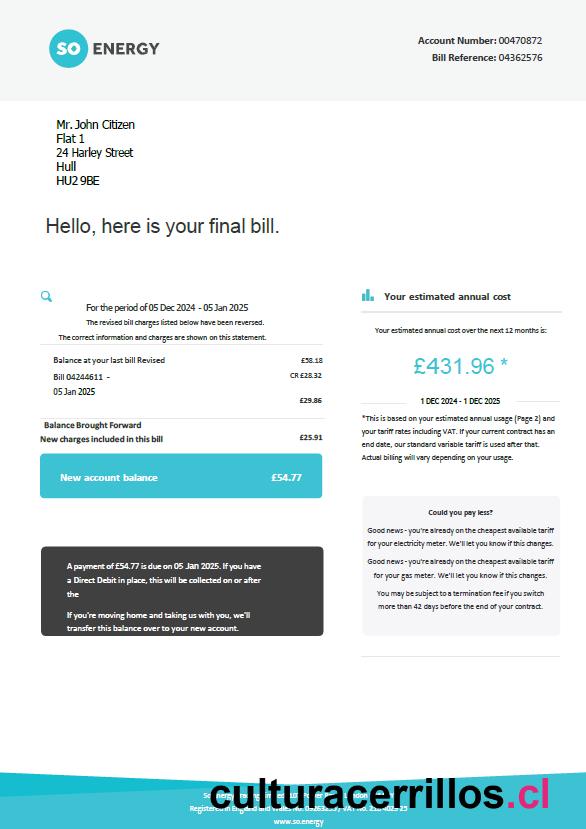 SO ENERGY
Account Number: 00470872
Bill Reference: 04362576
Mr. John Citizen
Flat 1
24 Harley Street
Hull
HU2 9BE
Hello, here is your final bill.
For the period of 05 Dec 2024 - 05 Jan 2025
The revised bill charges listed below have been reversed.
The correct information and charges are shown on this statement.
Balance at your last bill Revised £58.18
Bill 04244611 - CR £28.32
05 Jan 2025
£29.86
Balance Brought Forward
New charges included in this bill £25.91
New account balance £54.77
A payment of £54.77 is due on 05 Jan 2025. If you have
a Direct Debit in place, this will be collected on or after
the
If you're moving home and taking us with you, we'll
transfer this balance over to your new account.
Your estimated annual cost
Your estimated annual cost over the next 12 months is:
£431.96 *
1 DEC 2024 - 1 DEC 2025
*This is based on your estimated annual usage (Page 2) and
your tariff rates including VAT. If your current contract has an
end date, our standard variable tariff is used after that.
Actual billing will vary depending on your usage.
Could you pay less?
Good news - you're already on the cheapest available tariff
for your electricity meter. We'll let you know if this changes.
Good news - you're already on the cheapest available tariff
for your gas meter. We'll let you know if this changes.
You may be subject to a termination fee if you switch
more than 42 days before the end of your contract.
culturacerrillos.cl
Registered in England and Wales No.
www.so.energy